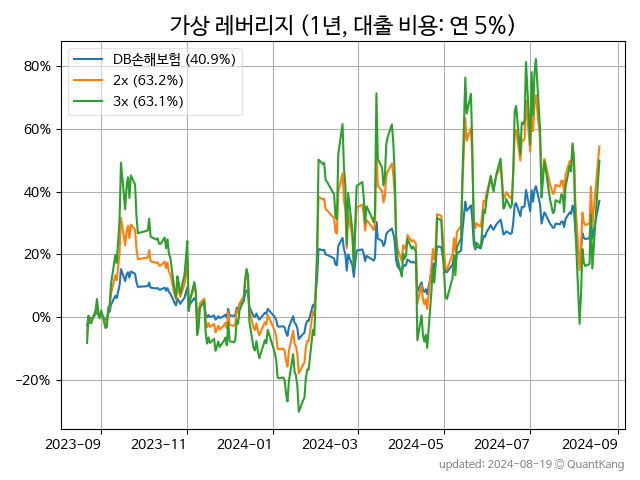 가상 레버리지 (1년, 대출 비용: 연 5%)
DB손해보험 (40.9%)
2x (63.2%)
3x (63.1%)
80%
60%
40%
20%
0%
−20%
2023-09 2023-11 2024-01 2024-03 2024-05 2024-07 2024-09
updated: 2024-08-19 © QuantKang